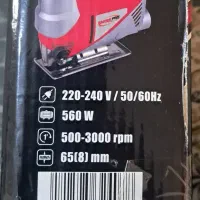 220-240 V / 50/60Hz
560 W
500-3000 rpm
65(8) mm